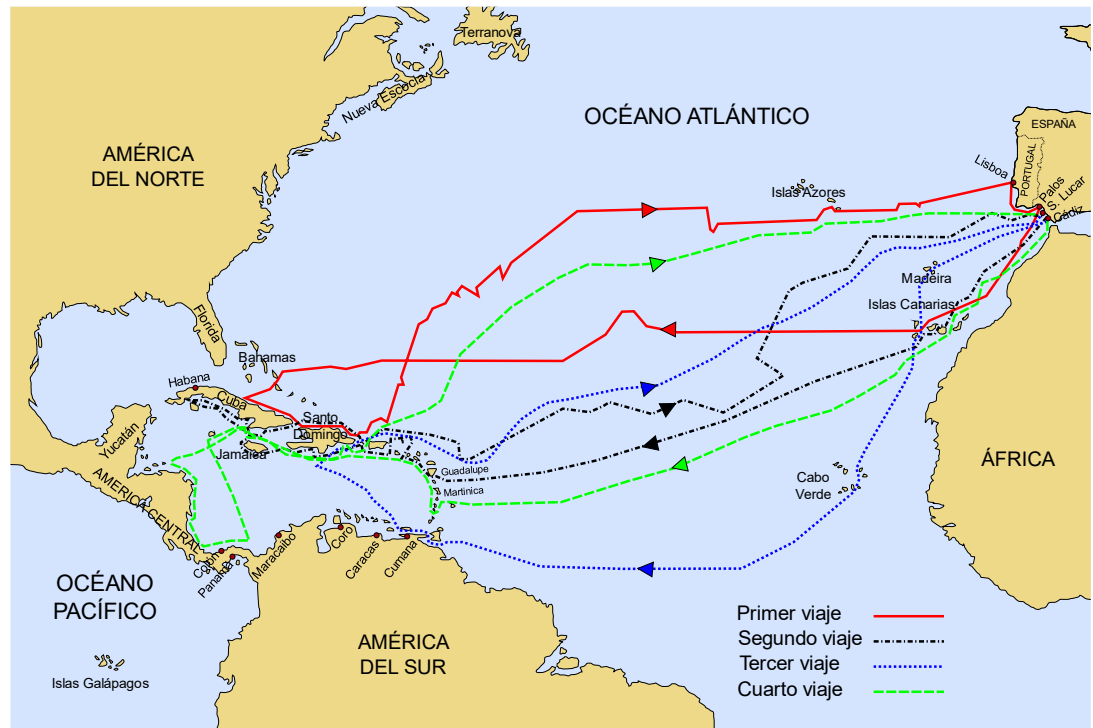 Terranova
Nueva Escocia
OCÉANO ATLÁNTICO
AMÉRICA
DEL NORTE
ESPAÑA
PORTUGAL
Lisboa
Palos
S. Lucar
Cádiz
Islas Azores
Madeira
Islas Canarias
Florida
Bahamas
Habana
Cuba
Santo
Domingo
Yucatán
Jamaica
Guadalupe
Martinica
ÁFRICA
Cabo
Verde
AMÉRICA CENTRAL
Colón
Panamá
Maracaibo
Coro
Caracas
Cumana
OCÉANO
PACÍFICO
AMÉRICA
DEL SUR
Islas Galápagos
Primer viaje
Segundo viaje
Tercer viaje
Cuarto viaje